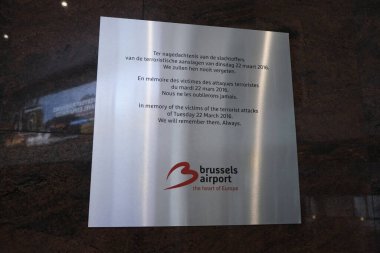 Ter nagedachtenis aan de slachtoffers
van de terroristische aanslagen van dinsdag 22 maart 2016.
We zullen hen nooit vergeten.
En mémoire des victimes des attaques terroristes
du mardi 22 mars 2016.
Nous ne les oublierons jamais.
In memory of the victims of the terrorist attacks
of Tuesday 22 March 2016.
We will remember them. Always.
brussels
airport
the heart of Europe